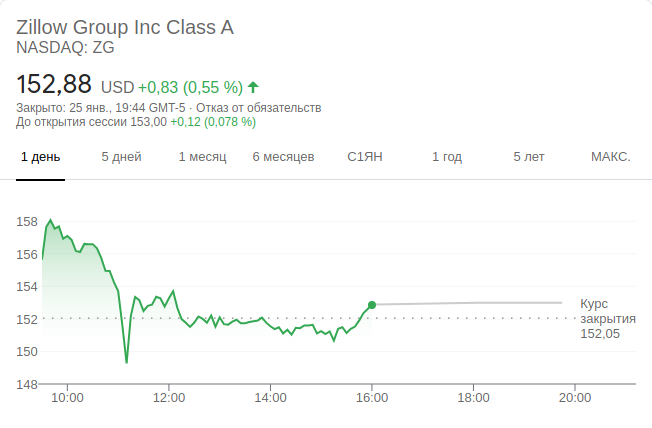 Zillow Group Inc Class A
NASDAQ: ZG
152,88 USD +0,83 (0,55 %)
Закрыто: 25 янв., 19:44 GMT-5 · Отказ от обязательств
До открытия сессии 153,00 +0,12 (0,078 %)
1 день 5 дней 1 месяц 6 месяцев С1ЯН 1 год 5 лет МАКС.
158
156
154
152
150
148
Курс
закрытия
152,05
10:00 12:00 14:00 16:00 18:00 20:00